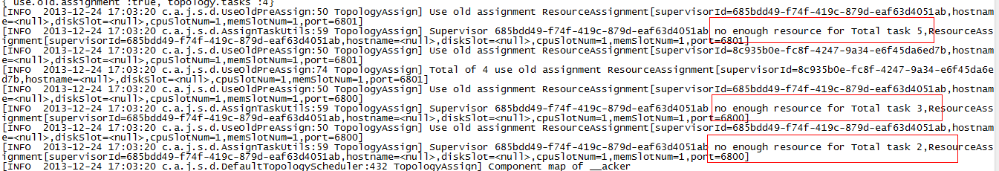 { use.old.assignment :true, topology.tasks :4}
[INFO  2013-12-24 17:03:20 c.a.j.s.d.UseOldPreAssign:50 TopologyAssign] Use old assignment ResourceAssignment[supervisorId=685bdd49-f74f-419c-879d-eaf63d4051ab,hostnam
e=<null>,diskSlot=<null>,cpuSlotNum=1,memSlotNum=1,port=6801]
[INFO  2013-12-24 17:03:20 c.a.j.s.d.AssignTaskUtils:59 TopologyAssign] Supervisor 685bdd49-f74f-419c-879d-eaf63d4051ab no enough resource for Total task 5,ResourceAss
ignment[supervisorId=685bdd49-f74f-419c-879d-eaf63d4051ab,hostname=<null>,diskSlot=<null>,cpuSlotNum=1,memSlotNum=1,port=6801]
[INFO  2013-12-24 17:03:20 c.a.j.s.d.UseOldPreAssign:50 TopologyAssign] Use old assignment ResourceAssignment[supervisorId=8c935b0e-fc8f-4247-9a34-e6f45da6ed7b,hostnam
e=<null>,diskSlot=<null>,cpuSlotNum=1,memSlotNum=1,port=6801]
[INFO  2013-12-24 17:03:20 c.a.j.s.d.UseOldPreAssign:74 TopologyAssign] Total of 4 use old assignment ResourceAssignment[supervisorId=8c935b0e-fc8f-4247-9a34-e6f45da6e
d7b,hostname=<null>,diskSlot=<null>,cpuSlotNum=1,memSlotNum=1,port=6801]
[INFO  2013-12-24 17:03:20 c.a.j.s.d.UseOldPreAssign:50 TopologyAssign] Use old assignment ResourceAssignment[supervisorId=685bdd49-f74f-419c-879d-eaf63d4051ab,hostnam
e=<null>,diskSlot=<null>,cpuSlotNum=1,memSlotNum=1,port=6800]
[INFO  2013-12-24 17:03:20 c.a.j.s.d.AssignTaskUtils:59 TopologyAssign] Supervisor 685bdd49-f74f-419c-879d-eaf63d4051ab no enough resource for Total task 3,ResourceAss
ignment[supervisorId=685bdd49-f74f-419c-879d-eaf63d4051ab,hostname=<null>,diskSlot=<null>,cpuSlotNum=1,memSlotNum=1,port=6800]
[INFO  2013-12-24 17:03:20 c.a.j.s.d.UseOldPreAssign:50 TopologyAssign] Use old assignment ResourceAssignment[supervisorId=685bdd49-f74f-419c-879d-eaf63d4051ab,hostnam
e=<null>,diskSlot=<null>,cpuSlotNum=1,memSlotNum=1,port=6800]
[INFO  2013-12-24 17:03:20 c.a.j.s.d.AssignTaskUtils:59 TopologyAssign] Supervisor 685bdd49-f74f-419c-879d-eaf63d4051ab no enough resource for Total task 2,ResourceAss
ignment[supervisorId=685bdd49-f74f-419c-879d-eaf63d4051ab,hostname=<null>,diskSlot=<null>,cpuSlotNum=1,memSlotNum=1,port=6800]
[INFO  2013-12-24 17:03:20 c.a.j.s.d.DefaultTopologyScheduler:432 TopologyAssign] Component map of __acker